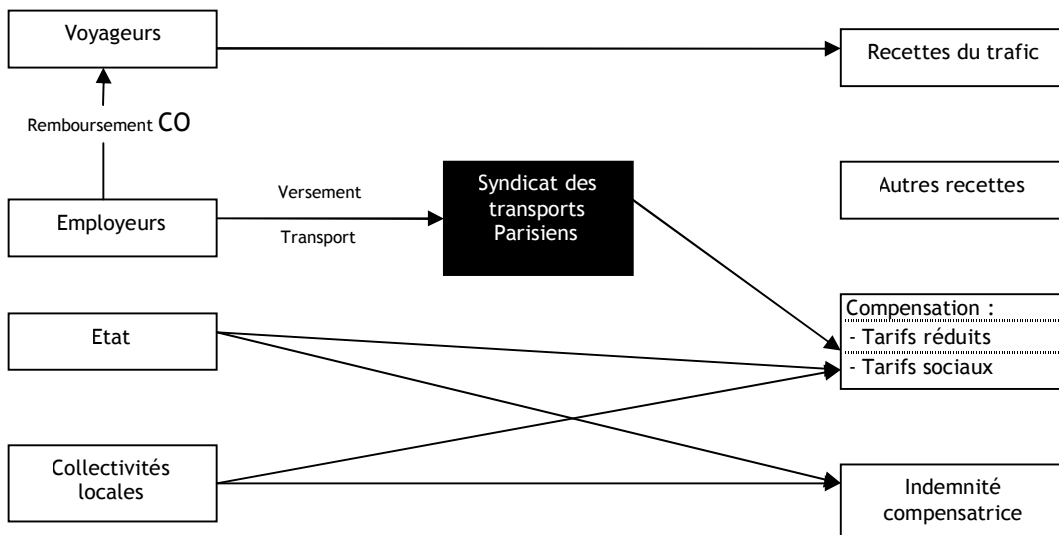 Voyageurs
Recettes du trafic
Remboursement CO
Autres recettes
Employeurs
Versement
Transport
Syndicat des
transports
Parisiens
Etat
Compensation :
- Tarifs réduits
- Tarifs sociaux
Collectivités
locales
Indemnité
compensatrice